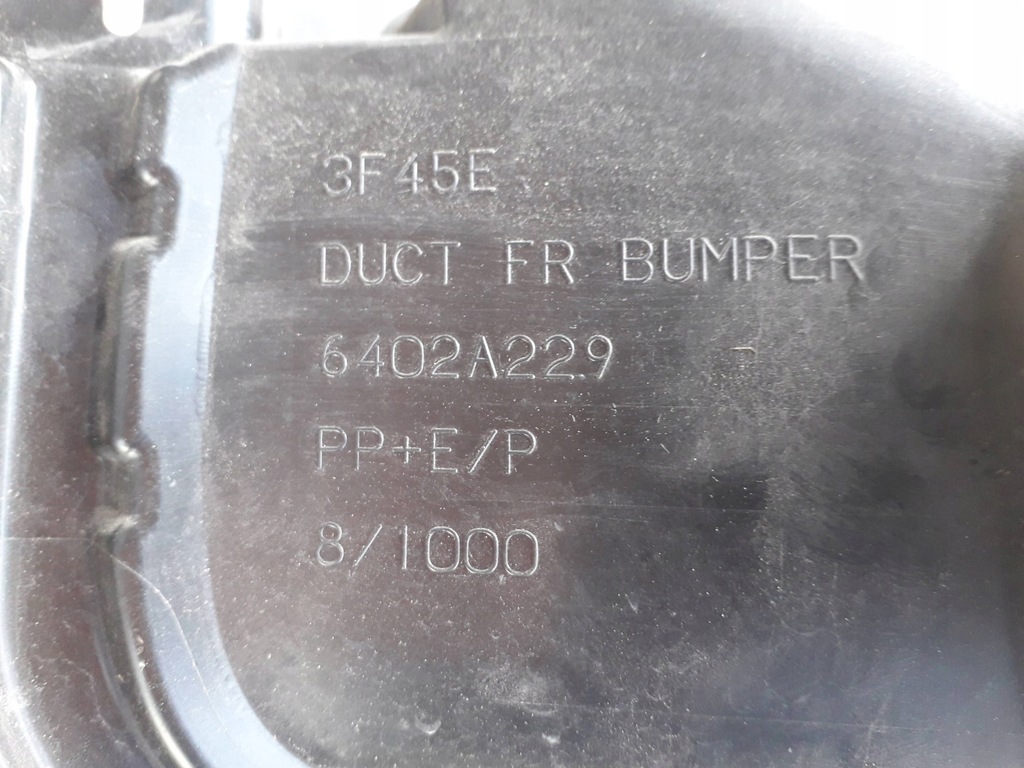 3F45E
DUCT FR BUMPER
6402A229
PP+E/P
8/1000